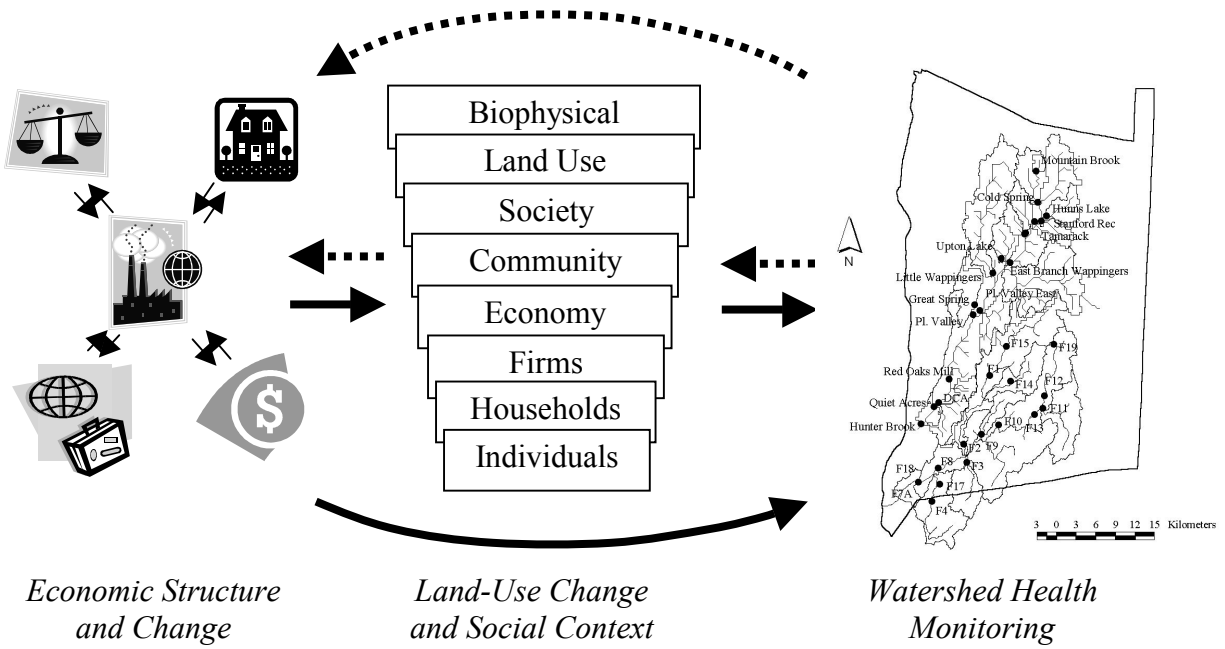 Biophysical
Land Use
Society
Community
Economy
Firms
Households
Individuals
$
Mountain Brook
Cold Spring
Hunns Lake
Stanford Rec
Tamarack
Upton Lake
East Branch Wappingers
Little Wappingers
Pl. Valley East
Great Spring
Pl. Valley
F15
F19
Red Oaks Mill
F1
F14
F12
DCA
Quiet Acres
F11
F13
Hunter Brook
F10
F2
F9
F8
F3
F18
F17
F7A
F4
N
3 0 3 6 9 12 15 Kilometers
Economic Structure
and Change
Land-Use Change
and Social Context
Watershed Health
Monitoring